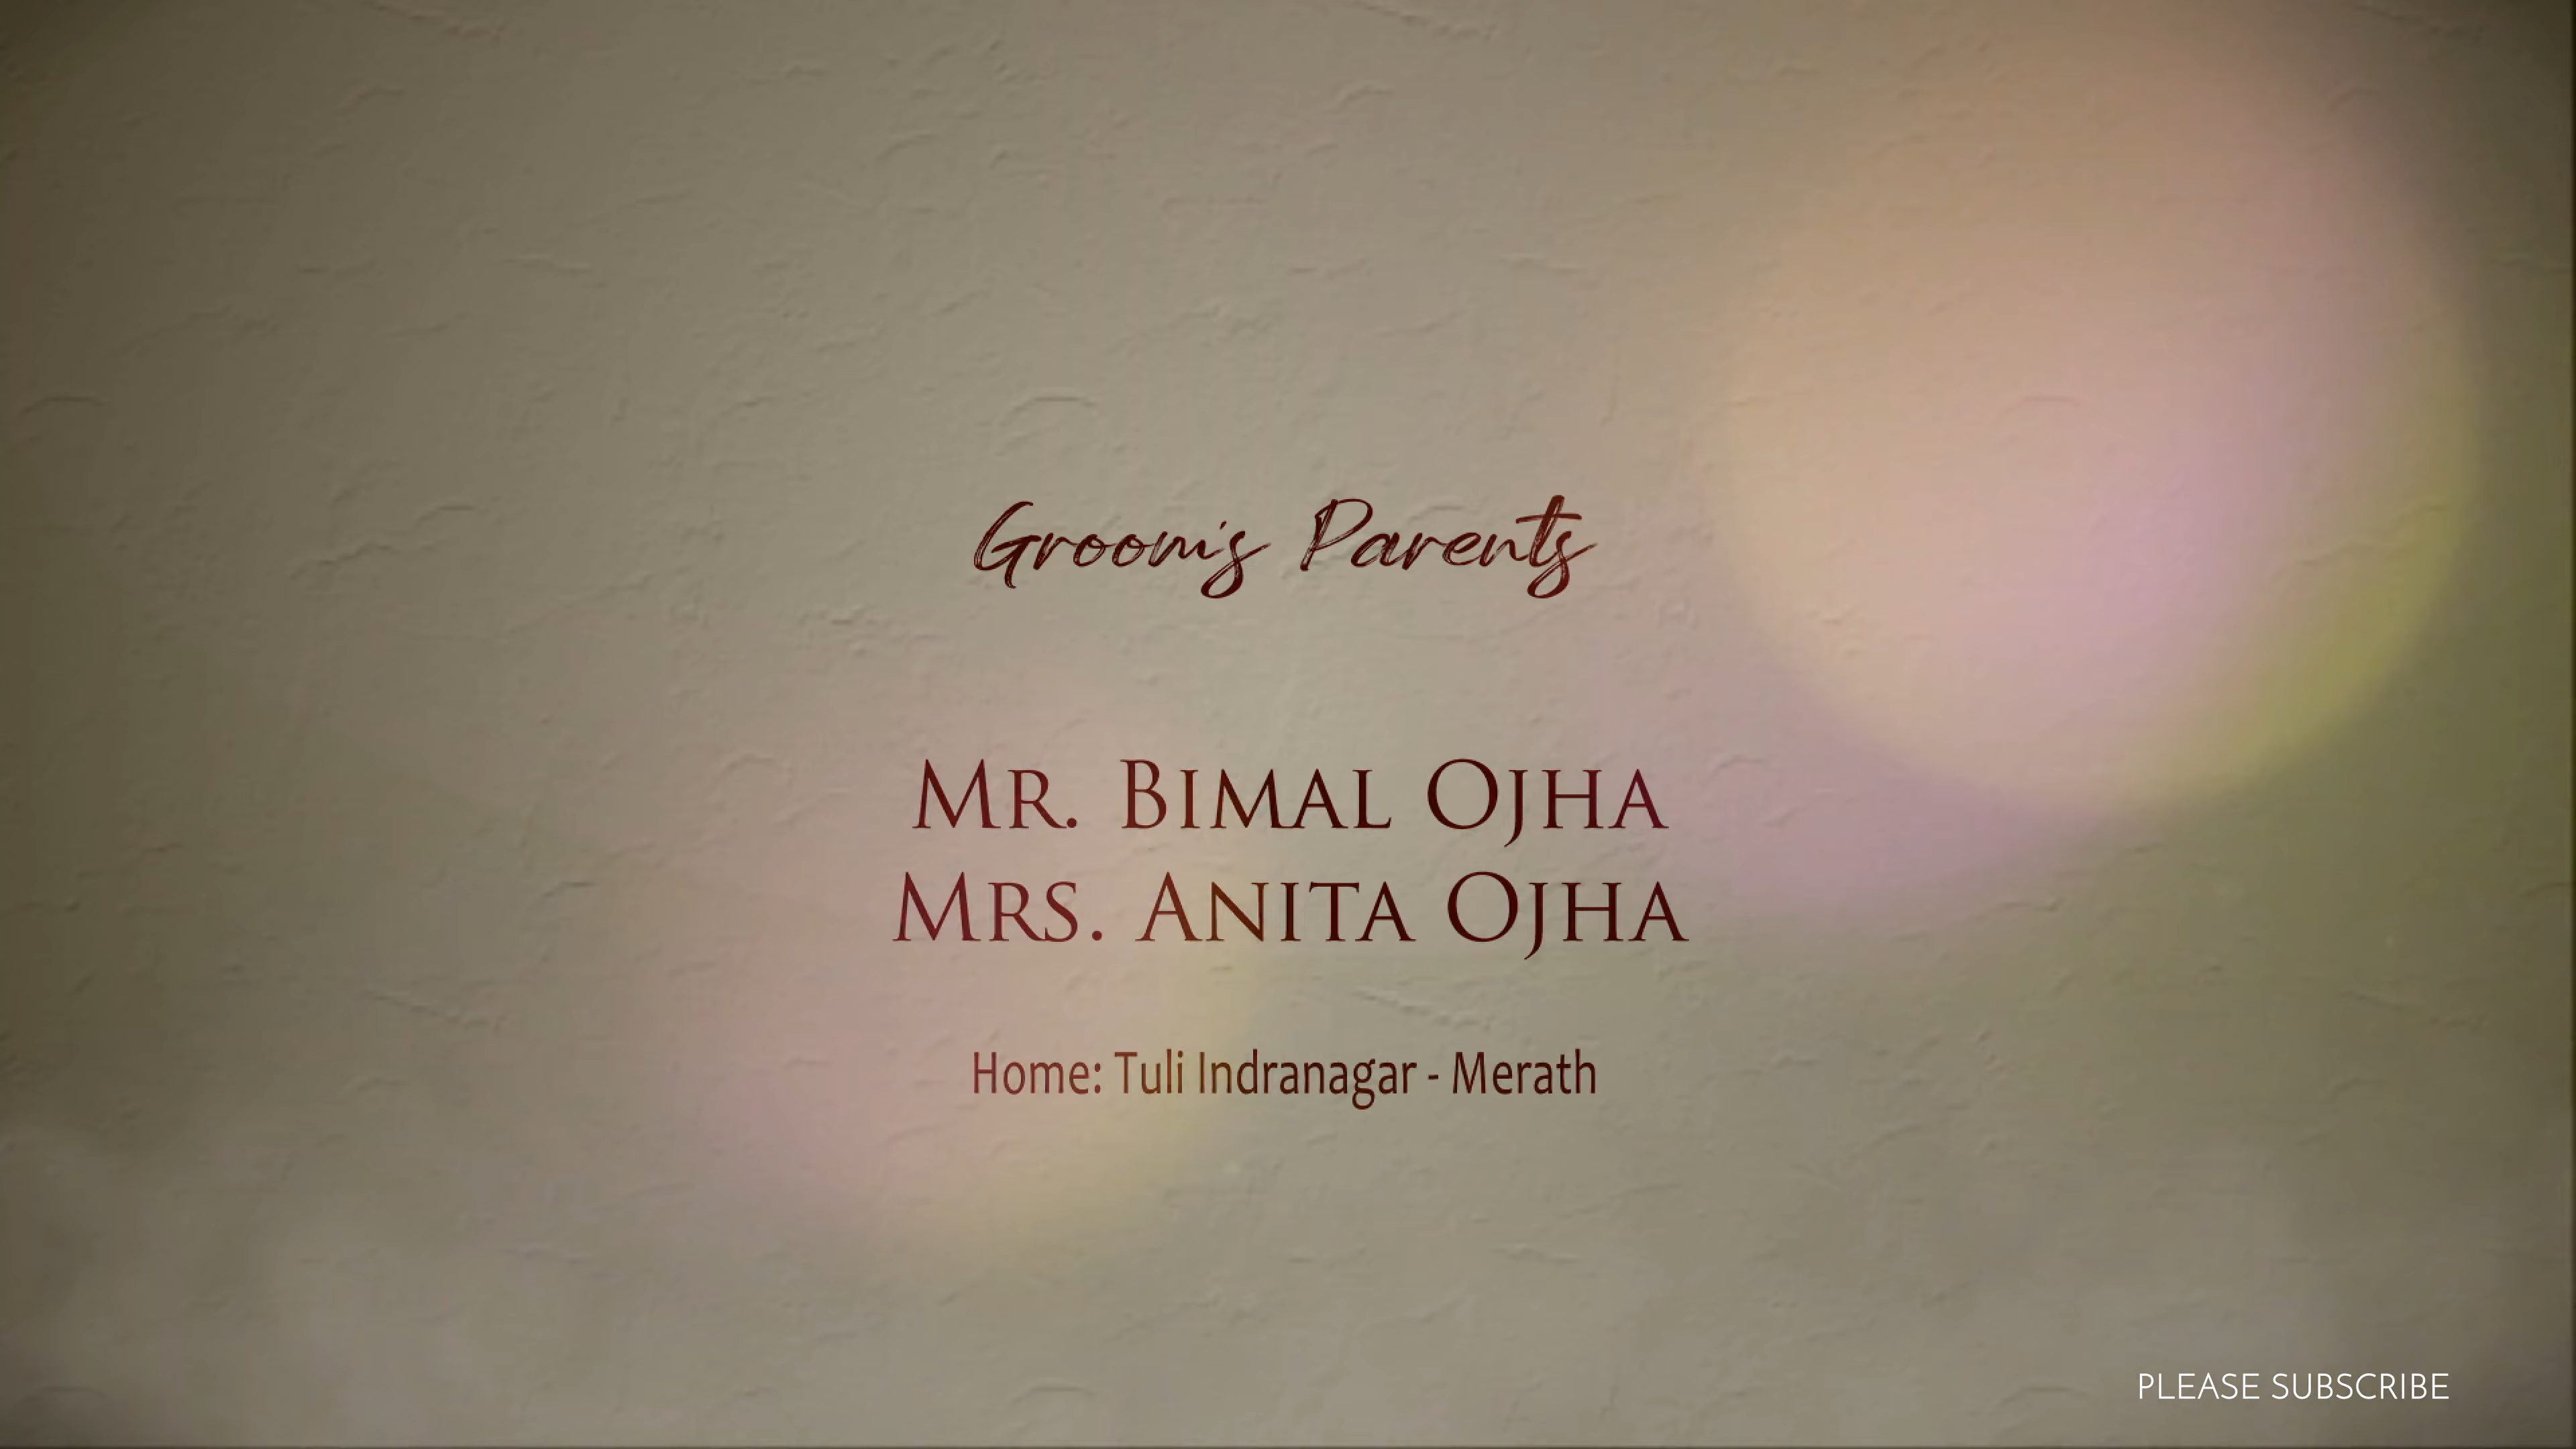 Groom's Parents
Mr. Bimal Ojha
Mrs. Anita Ojha
Home: Tuli Indranagar - Merath
PLEASE SUBSCRIBE